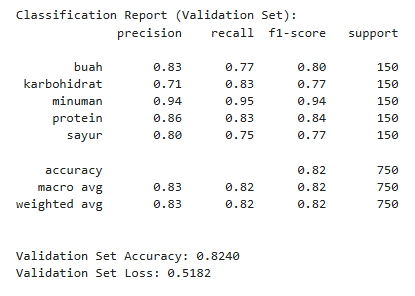 Classification Report (Validation Set):
precision recall f1-score support
buah 0.83 0.77 0.80 150
karbohidrat 0.71 0.83 0.77 150
minuman 0.94 0.95 0.94 150
protein 0.86 0.83 0.84 150
sayur 0.80 0.75 0.77 150
accuracy 0.82 750
macro avg 0.83 0.82 0.82 750
weighted avg 0.83 0.82 0.82 750
Validation Set Accuracy: 0.8240
Validation Set Loss: 0.5182